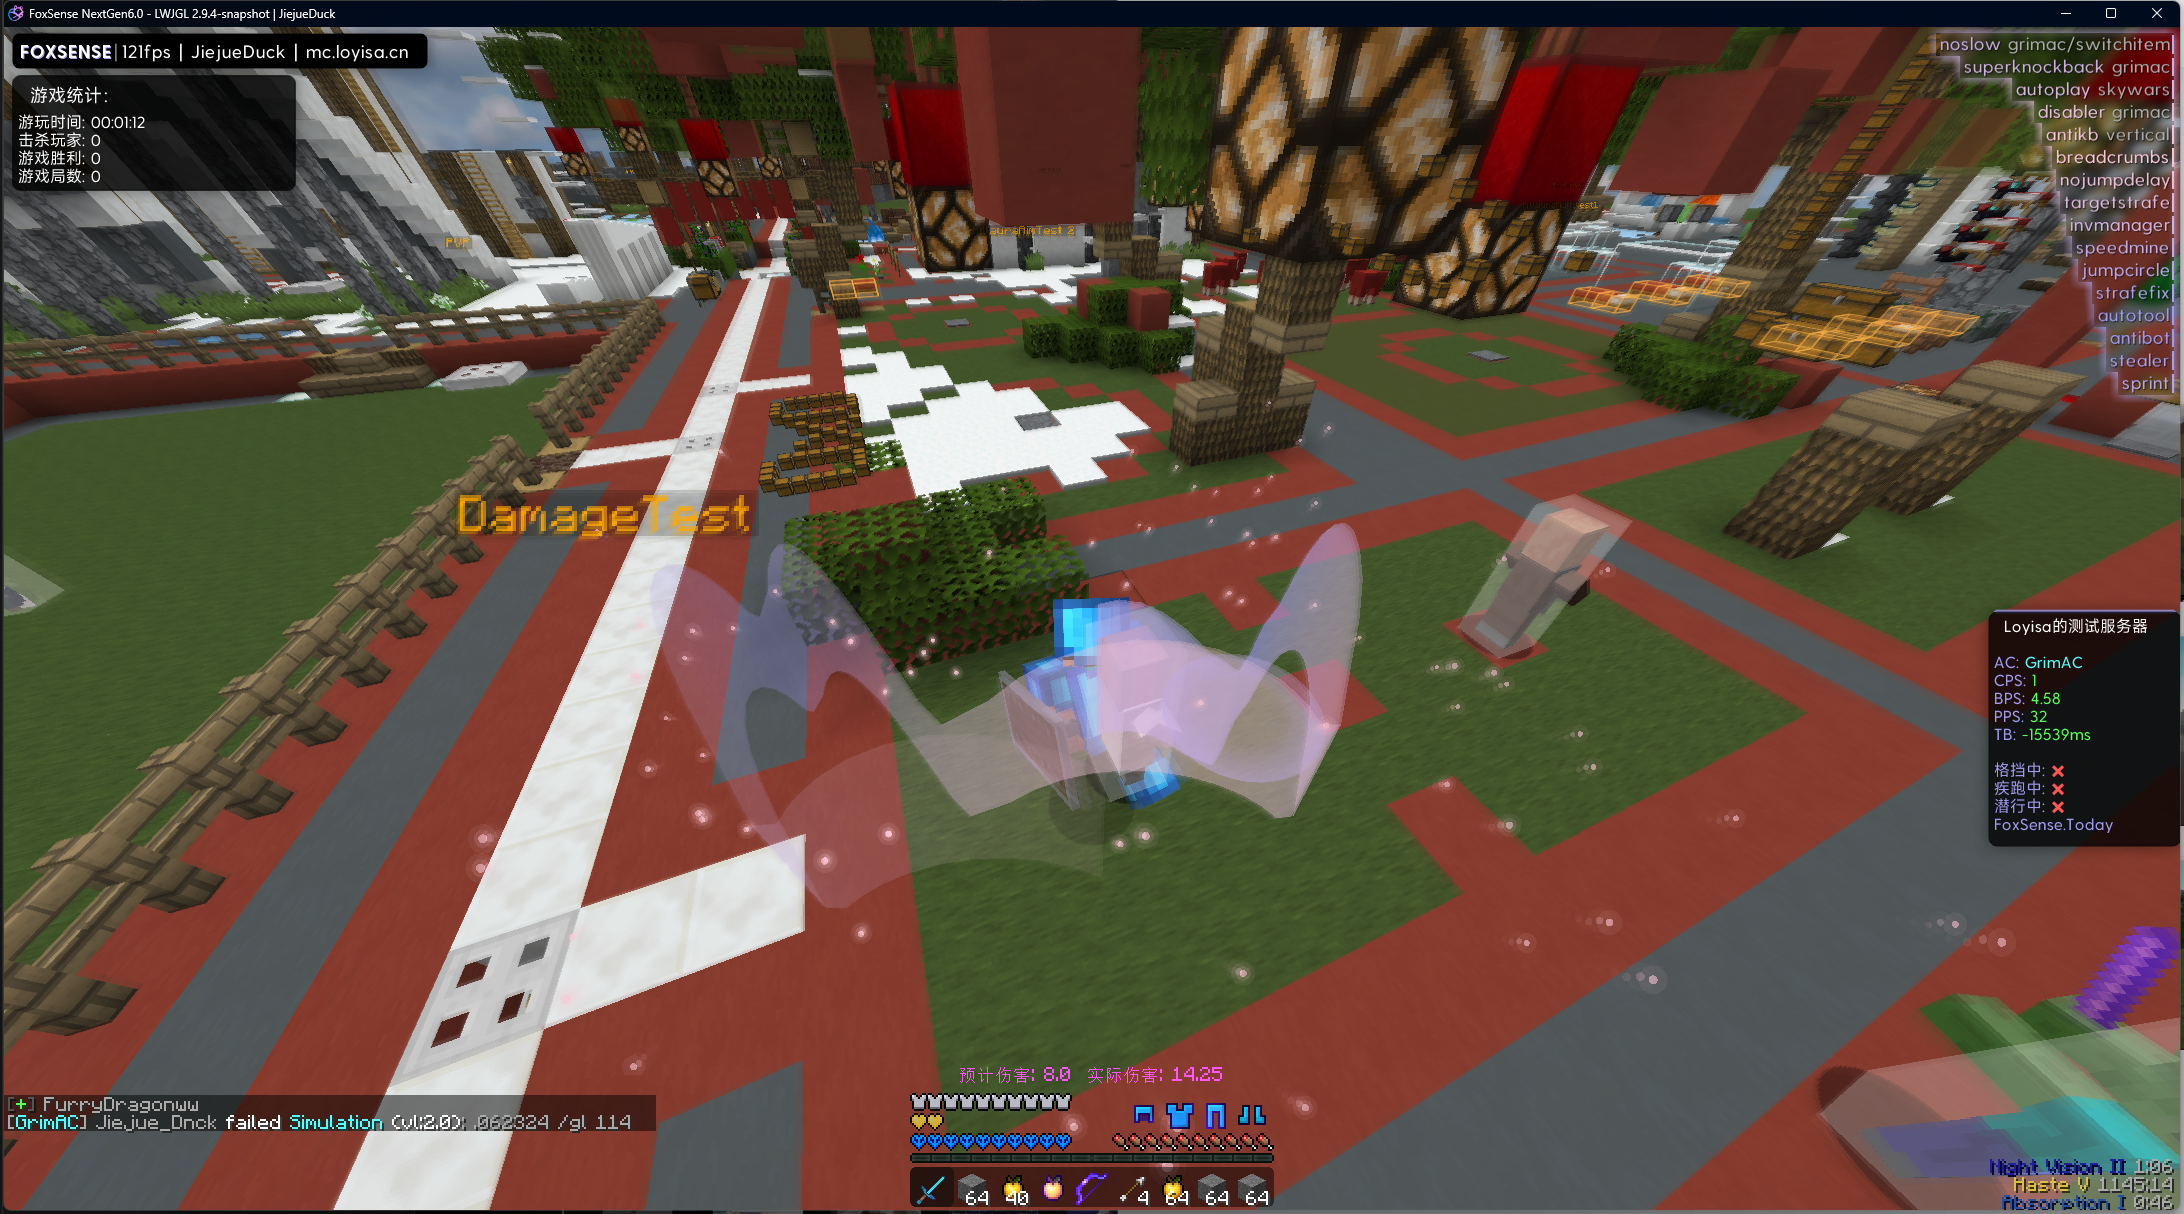 FoxSense NextGen6.0 - LWJGL 2.9.4-snapshot | JiejueDuck
FOXSENSE | 121fps | JiejueDuck | mc.loyisa.cn
游戏统计:
游玩时间: 00:01:12
击杀玩家: 0
游戏胜利: 0
游戏局数: 0
noslow grimac/switchitem
superknockback grimac
autoplay skywars
disabler grimac
antikb vertical
breadcrumbs
nojumpdelay
targetstrafe
invmanager
speedmine
jumpcircle
strafefix
autotool
antibot
stealer
sprint
PVP
DamageTest
Loyisa的测试服务器
AC: GrimAC
CPS: 1
BPS: 4.58
PPS: 32
TB: -15539ms
格挡中: ❌
疾跑中: ❌
潜行中: ❌
FoxSense.Today
预计伤害: 8.0 实际伤害: 14.25
[+] FurryDragonww
[GrimAC] Jiejue_Dnck failed Simulation (vl:2.0): .062324 /gl 114
64 40 4 64 64 64
Night Vision II 1:06
Haste V 1145:14
Absorption I 0:46